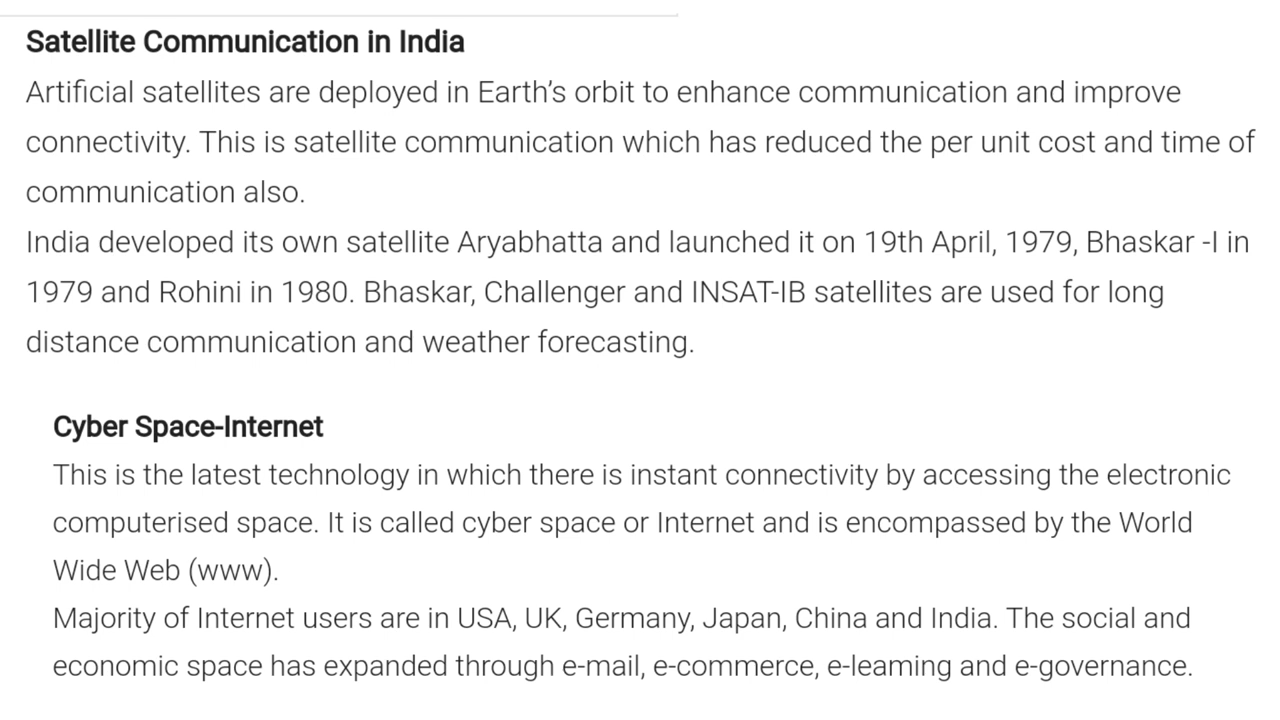 Satellite Communication in India
Artificial satellites are deployed in Earth's orbit to enhance communication and improve
connectivity. This is satellite communication which has reduced the per unit cost and time of
communication also.
India developed its own satellite Aryabhatta and launched it on 19th April, 1979, Bhaskar -I in
1979 and Rohini in 1980. Bhaskar, Challenger and INSAT-IB satellites are used for long
distance communication and weather forecasting.
Cyber Space-Internet
This is the latest technology in which there is instant connectivity by accessing the electronic
computerised space. It is called cyber space or Internet and is encompassed by the World
Wide Web (www).
Majority of Internet users are in USA, UK, Germany, Japan, China and India. The social and
economic space has expanded through e-mail, e-commerce, e-leaming and e-governance.